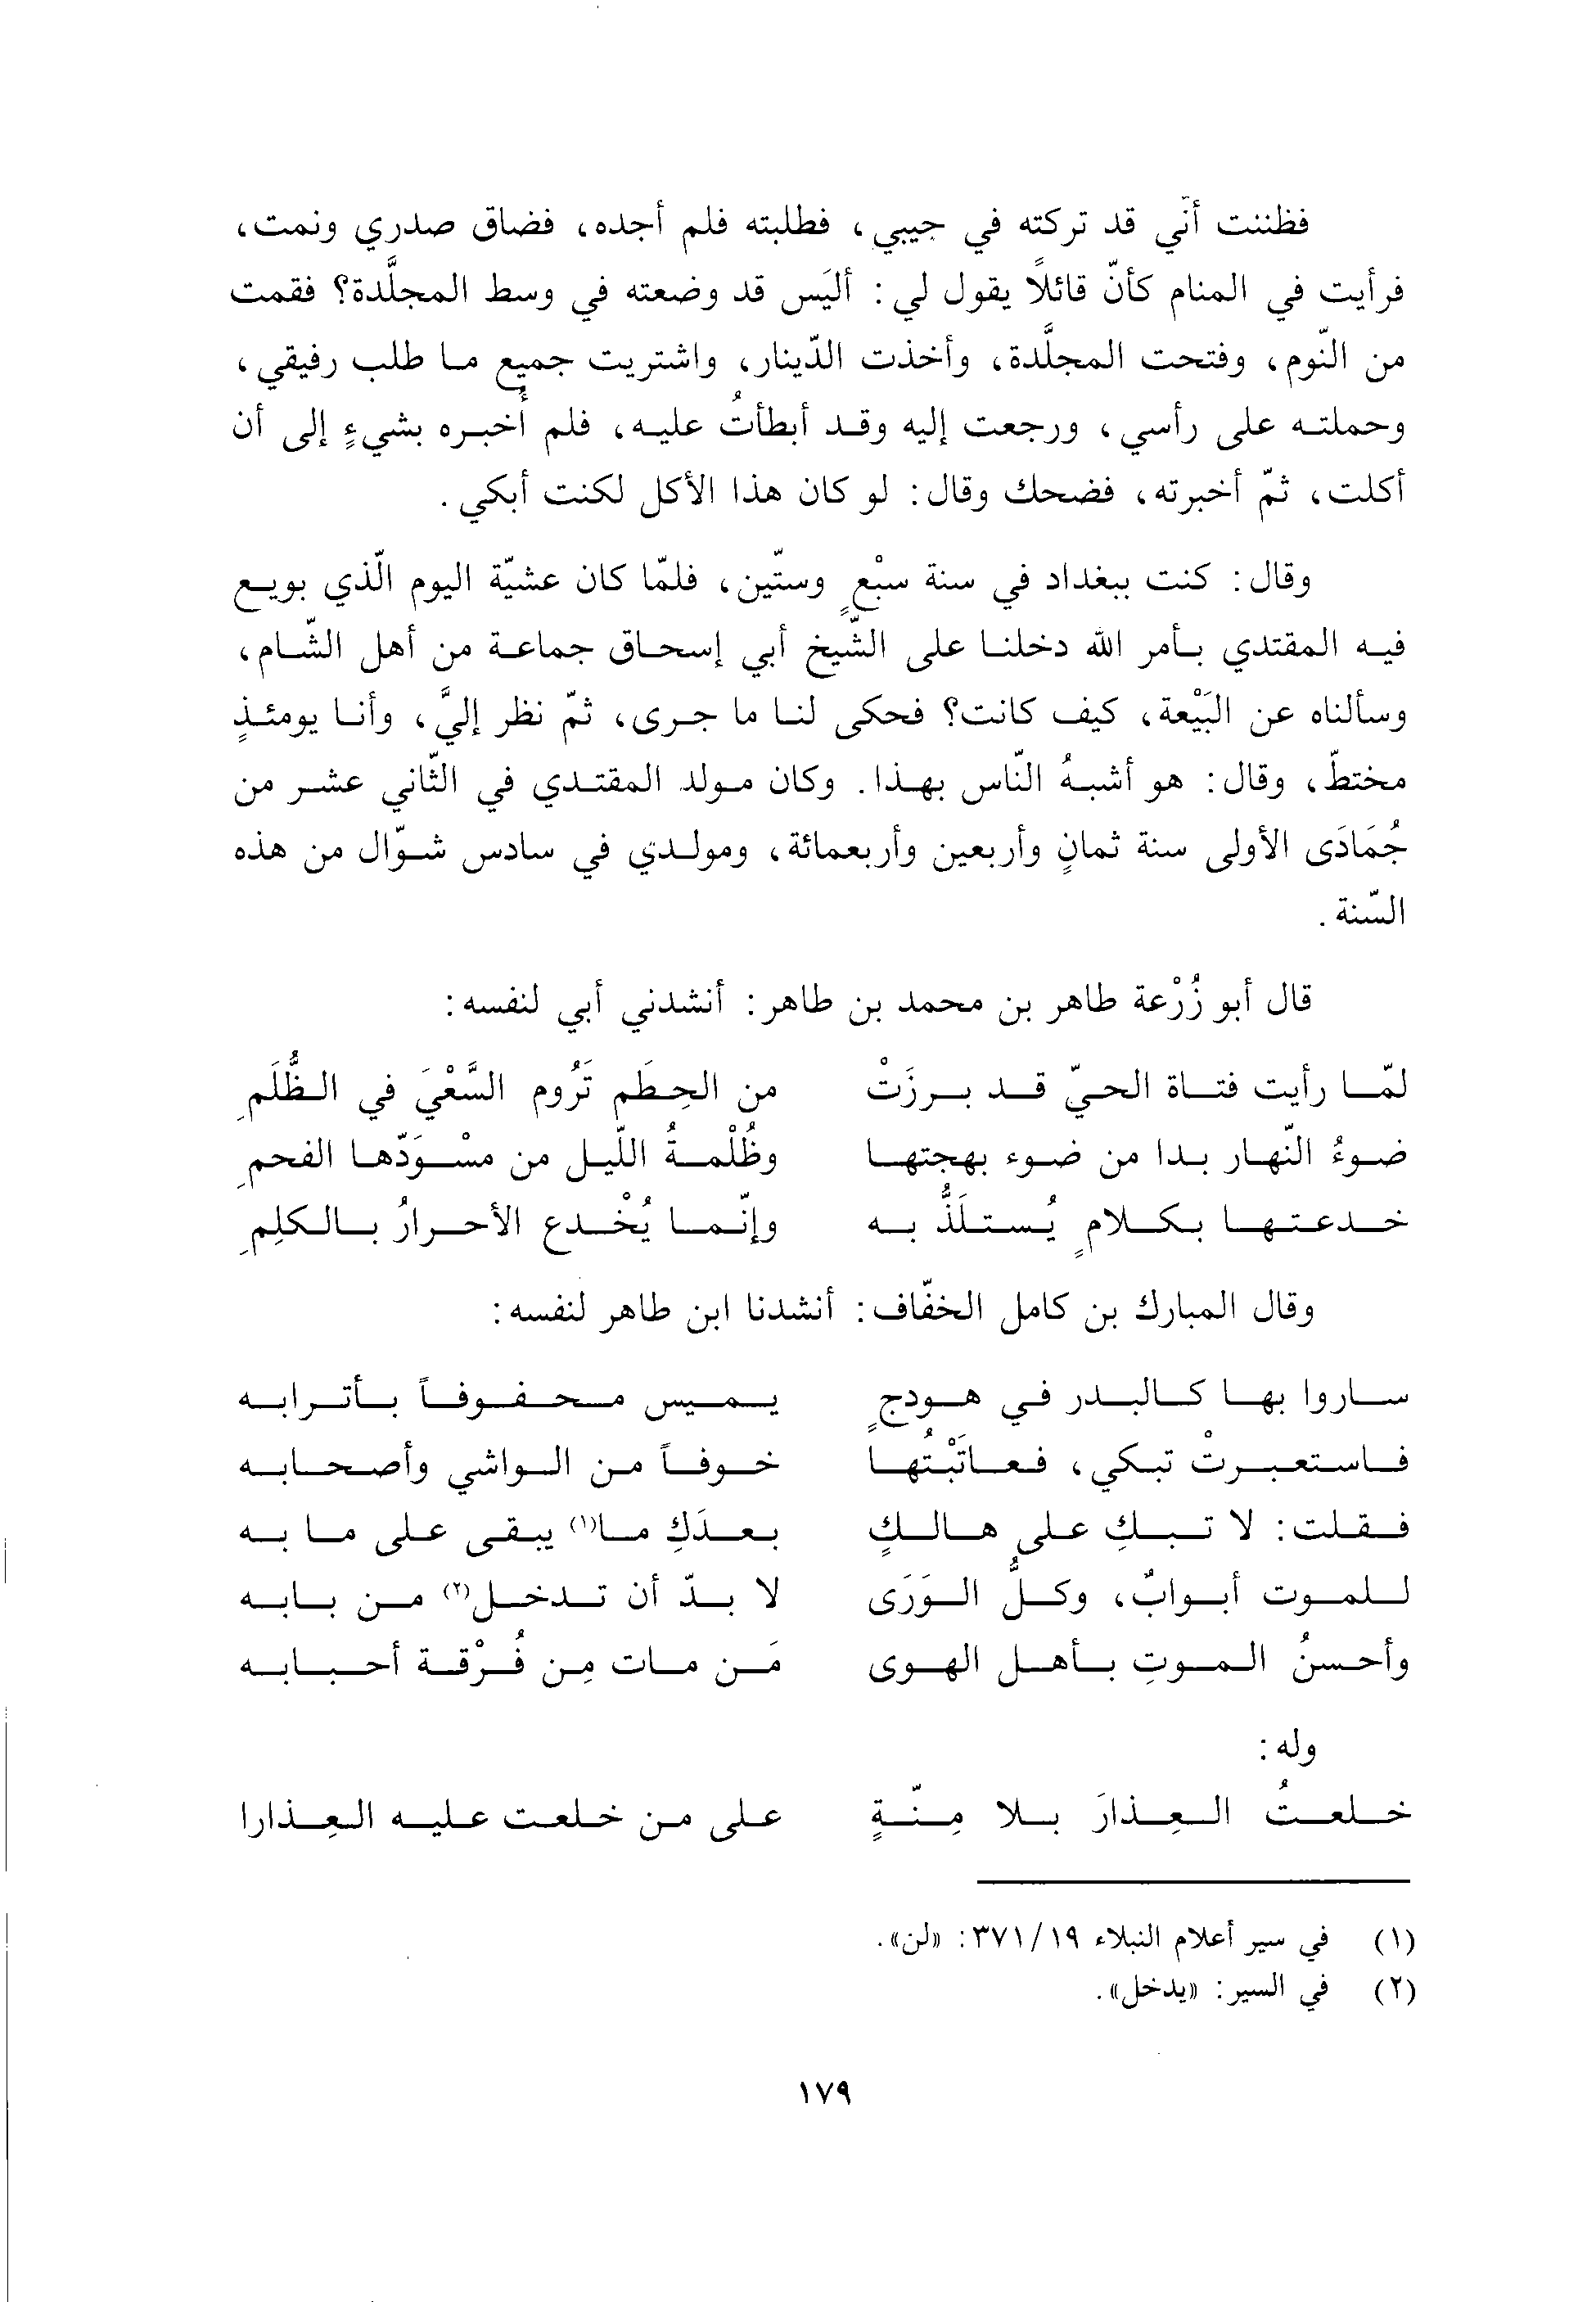 فظننت أنّي قد تركته في جيبي، فطلبته فلم أجده، فضاق صدري ونمت،
فرأيت في المنام كأنّ قائلًا يقول لي: أليَس قد وضعته في وسط المجلَّدة؟ فقمت
من النّوم، وفتحت المجلَّدة، وأخذت الدّينار، واشتريت جميع ما طلب رفيقي،
وحملته على رأسي، ورجعت إليه وقد أبطأتُ عليه، فلم أُخبره بشيءٍ إلى أن
أكلت، ثمّ أخبرته، فضحك وقال: لو كان هذا الأكل لكنت أبكي.
وقال: كنت ببغداد في سنة سبْعٍ وستّين، فلمّا كان عشيّة اليوم الّذي بويع
فيه المقتدي بأمر الله دخلنا على الشّيخ أبي إسحاق جماعة من أهل الشّام،
وسألناه عن البَيْعة، كيف كانت؟ فحكى لنا ما جرى، ثمّ نظر إليَّ، وأنا يومئذٍ
مختطّ، وقال: هو أشبهُ النّاس بهذا. وكان مولد المقتدي في الثّاني عشر من
جُمَادَى الأولى سنة ثمانٍ وأربعين وأربعمائة، ومولدي في سادس شوّال من هذه
السّنة.
قال أبو زُرْعة طاهر بن محمد بن طاهر: أنشدني أبي لنفسه:
لمّا رأيت فتاة الحيّ قد برزَتْ من الحِطَم تَرُوم السَّعْيَ في الظُّلَمِ
ضوءُ النّهار بدا من ضوء بهجتها وظُلْمةُ اللّيل من مسْوَدّها الفحمِ
خدعتها بكلامٍ يُستلَذُّ به وإنّما يُخْدع الأحرارُ بالكلِمِ
وقال المبارك بن كامل الخفّاف: أنشدنا ابن طاهر لنفسه:
ساروا بها كالبدر في هودجٍ يميس محفوفاً بأترابه
فاستعبرتْ تبكي، فعاتَبْتُها خوفاً من الواشي وأصحابه
فقلت: لا تبكِ على هالكٍ بعدَكِ ما(١) يبقى على ما به
للموت أبوابٌ، وكلُّ الوَرَى لا بدّ أن تدخل(٢) من بابه
وأحسنُ الموتِ بأهل الهوى مَن مات مِن فُرْقة أحبابه
وله:
خلعتُ العِذارَ بلا مِنّةٍ على من خلعت عليه العِذارا
(١) في سير أعلام النبلاء ١٩/ ٣٧١: «لن».
(٢) في السير: «يدخل».
١٧٩